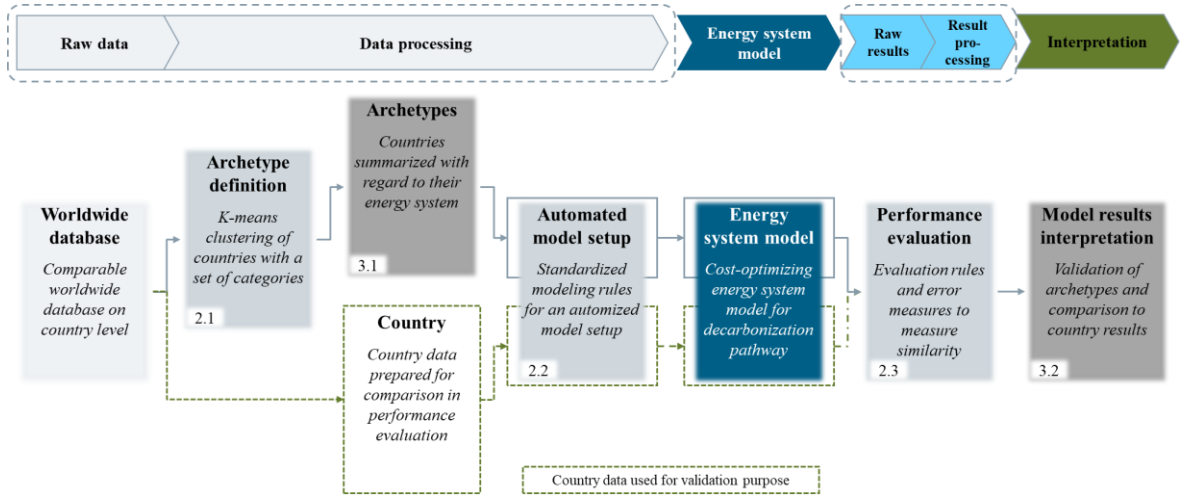 Raw data
Data processing
Energy system
model
Raw
results
Result
pro-
cessing
Interpretation
Worldwide
database
Comparable
worldwide
database on
country level
Archetype
definition
K-means
clustering of
countries with a
set of categories
2.1
Archetypes
Countries
summarized with
regard to their
energy system
3.1
Country
Country data
prepared for
comparison in
performance
evaluation
Automated
model setup
Standardized
modeling rules
for an automized
model setup
2.2
Energy
system model
Cost-optimizing
energy system
model for
decarbonization
pathway
Performance
evaluation
Evaluation rules
and error
measures to
measure
similarity
2.3
Model results
interpretation
Validation of
archetypes and
comparison to
country results
3.2
Country data used for validation purpose